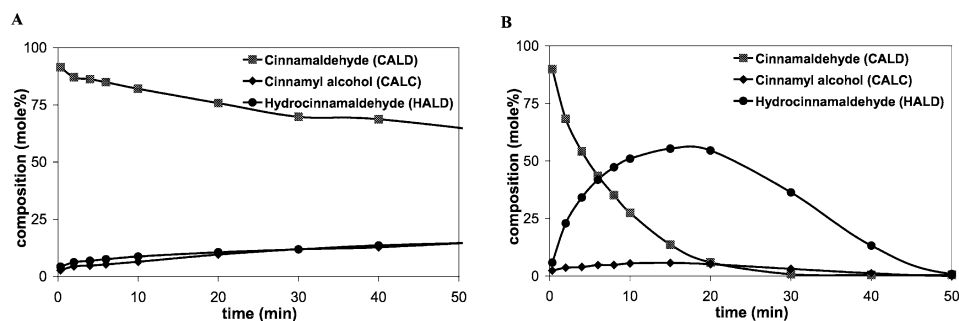 A
100
75
50
25
0
composition (mole%)
Cinnamaldehyde (CALD)
Cinnamyl alcohol (CALC)
Hydrocinnamaldehyde (HALD)
0 10 20 30 40 50
time (min)
B
100
75
50
25
0
composition (mole%)
Cinnamaldehyde (CALD)
Cinnamyl alcohol (CALC)
Hydrocinnamaldehyde (HALD)
0 10 20 30 40 50
time (min)